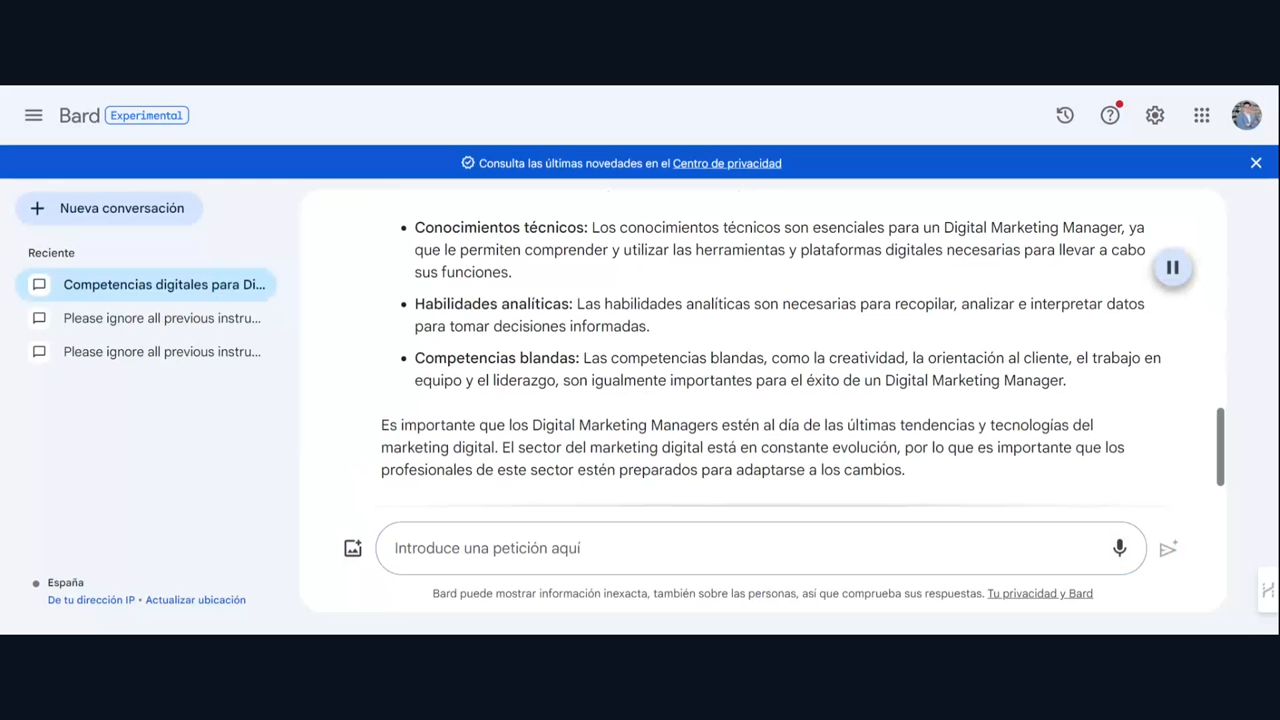 Bard Experimental
Consulta las últimas novedades en el Centro de privacidad
Nueva conversación
Reciente
Competencias digitales para Di...
Please ignore all previous instru...
Please ignore all previous instru...
• Conocimientos técnicos: Los conocimientos técnicos son esenciales para un Digital Marketing Manager, ya
que le permiten comprender y utilizar las herramientas y plataformas digitales necesarias para llevar a cabo
sus funciones.
• Habilidades analíticas: Las habilidades analíticas son necesarias para recopilar, analizar e interpretar datos
para tomar decisiones informadas.
• Competencias blandas: Las competencias blandas, como la creatividad, la orientación al cliente, el trabajo en
equipo y el liderazgo, son igualmente importantes para el éxito de un Digital Marketing Manager.
Es importante que los Digital Marketing Managers estén al día de las últimas tendencias y tecnologías del
marketing digital. El sector del marketing digital está en constante evolución, por lo que es importante que los
profesionales de este sector estén preparados para adaptarse a los cambios.
Introduce una petición aquí
Bard puede mostrar información inexacta, también sobre las personas, así que comprueba sus respuestas. Tu privacidad y Bard
España
De tu dirección IP • Actualizar ubicación